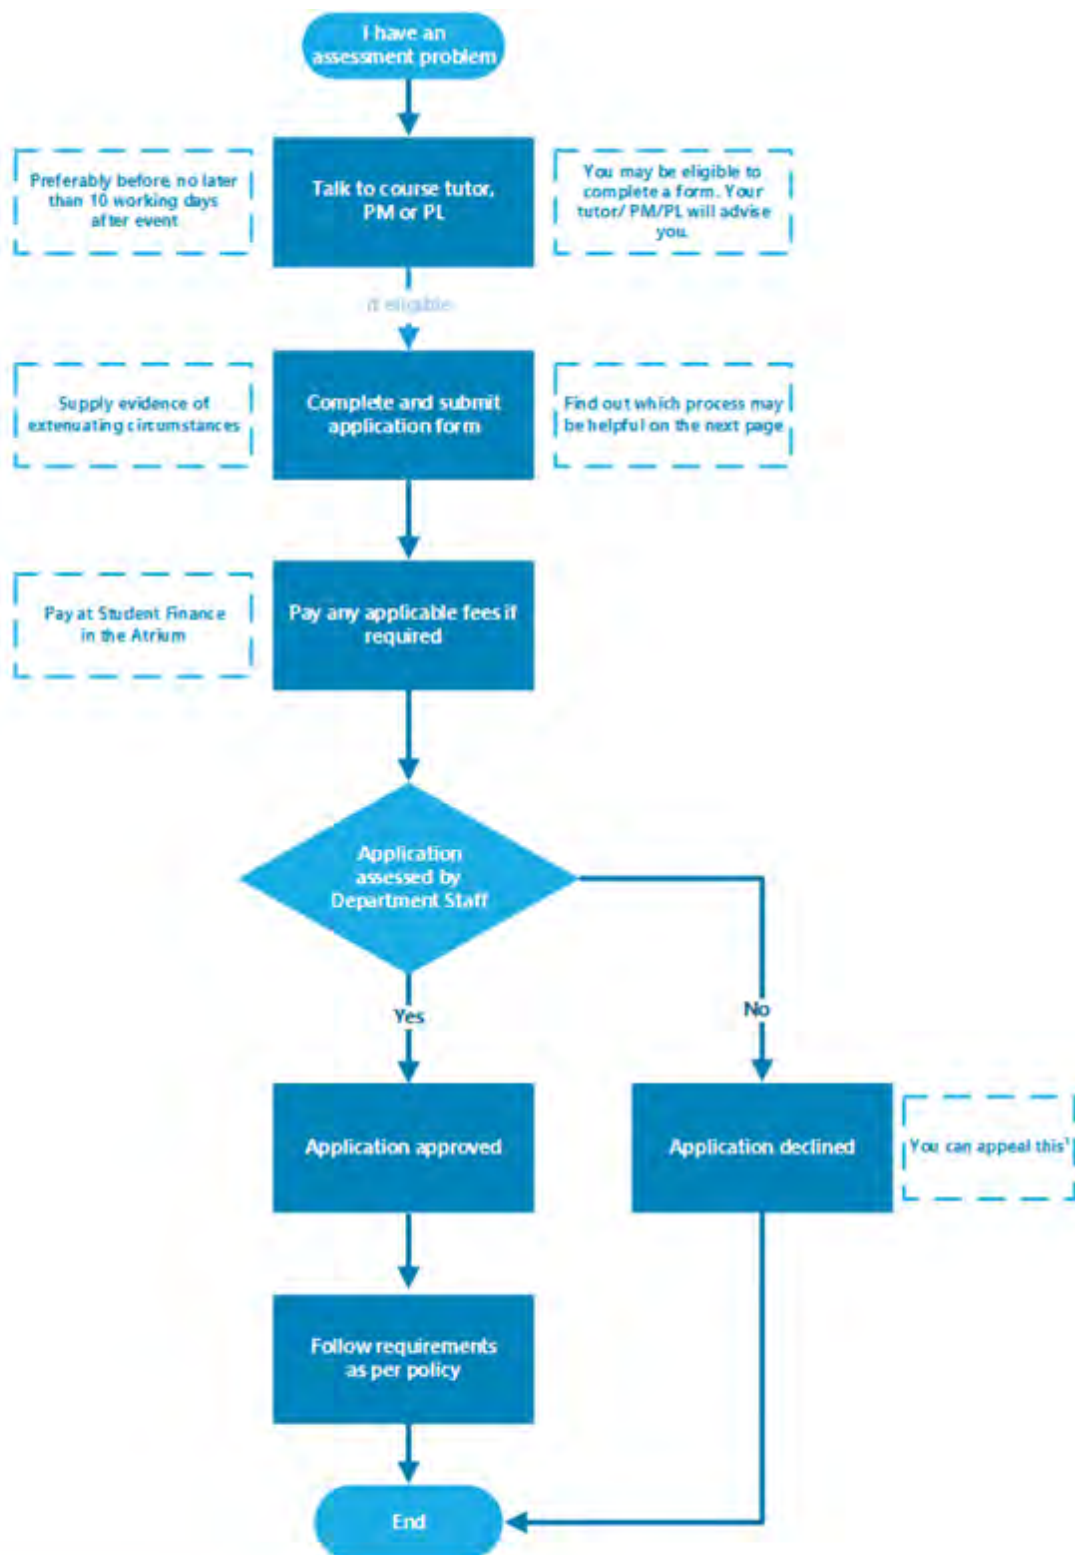 I have an
assessment problem
Preferably before, no later
than 10 working days
after event
Talk to course tutor,
PM or PL
You may be eligible to
complete a form. Your
tutor/ PM/PL will advise
you.
if eligible
Supply evidence of
extenuating circumstances
Complete and submit
application form
Find out which process may
be helpful on the next page
Pay at Student Finance
in the Atrium
Pay any applicable fees if
required
Application
assessed by
Department Staff
Yes
No
Application approved
Application declined
You can appeal this¹
Follow requirements
as per policy
End